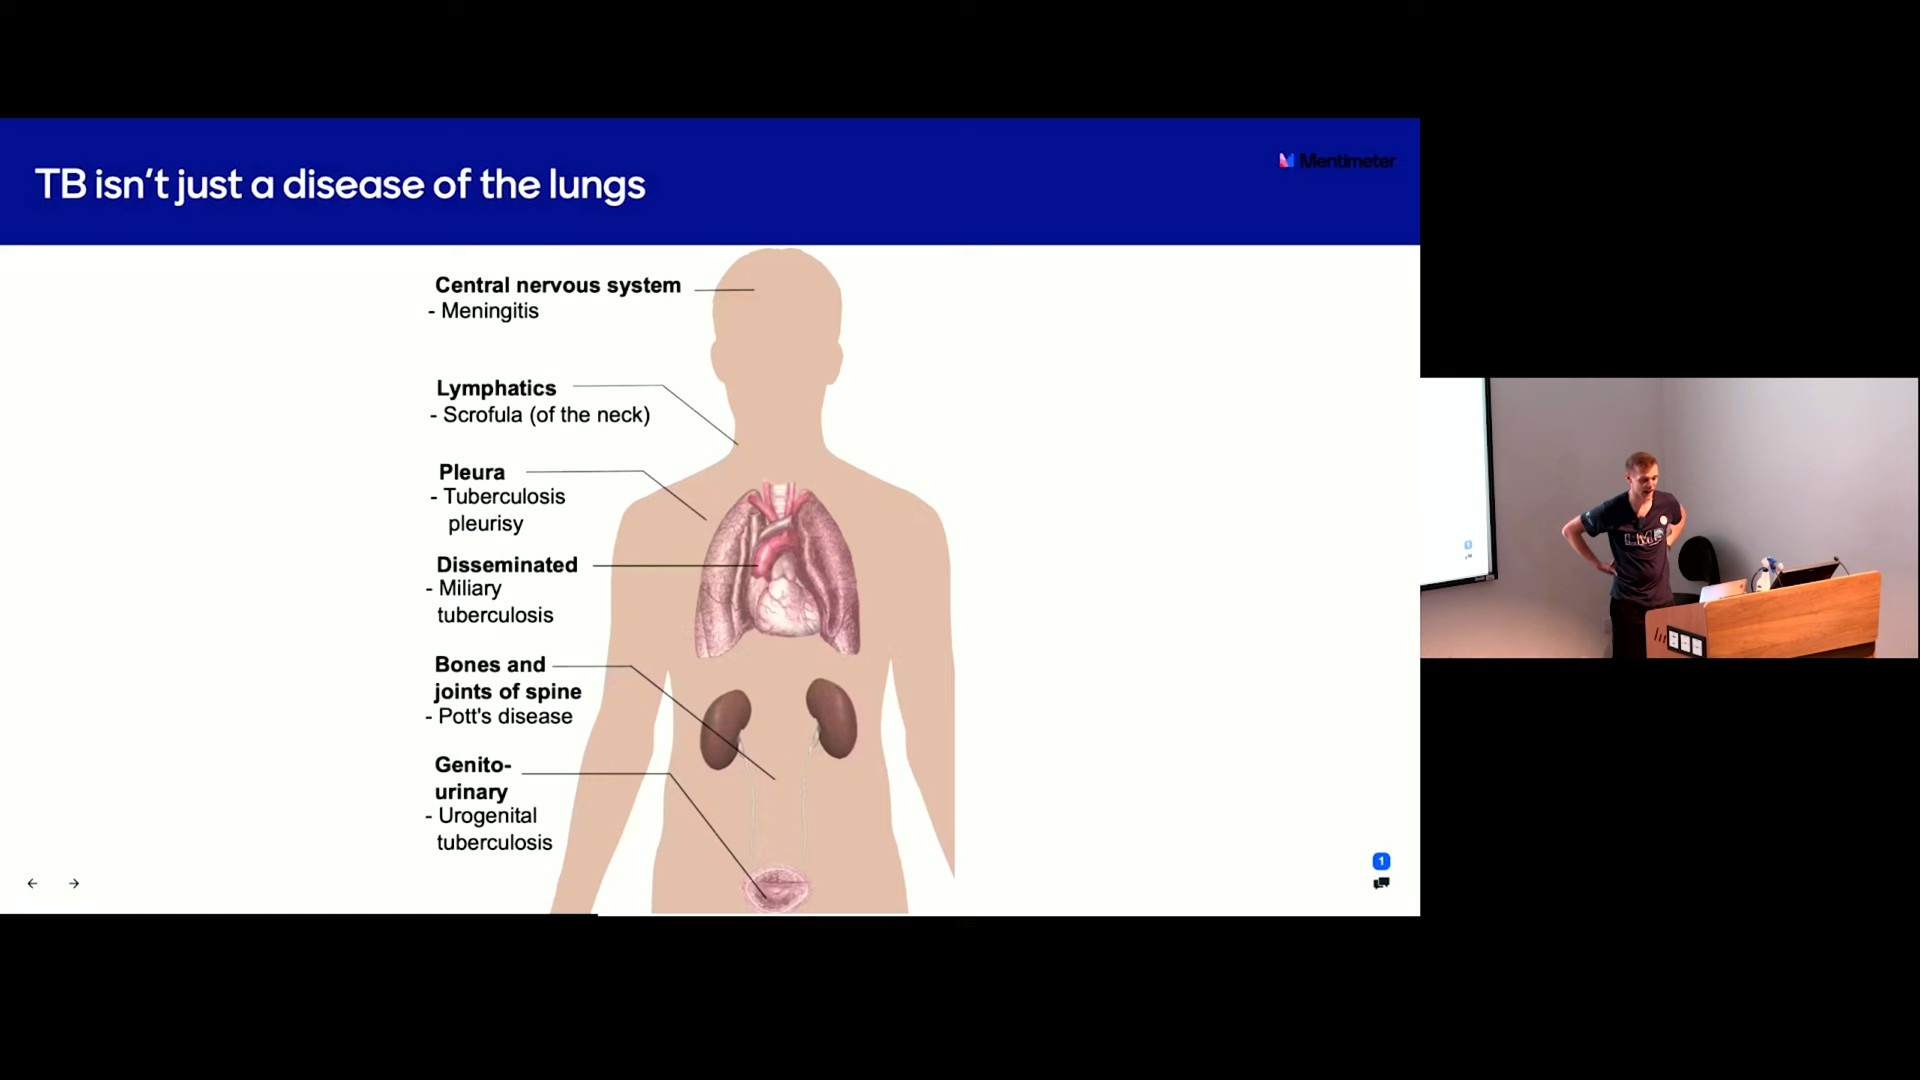 TB isn't just a disease of the lungs
Mentimeter
Central nervous system
- Meningitis
Lymphatics
- Scrofula (of the neck)
Pleura
- Tuberculosis
pleurisy
Disseminated
- Miliary
tuberculosis
Bones and
joints of spine
- Pott's disease
Genito-
urinary
- Urogenital
tuberculosis
1